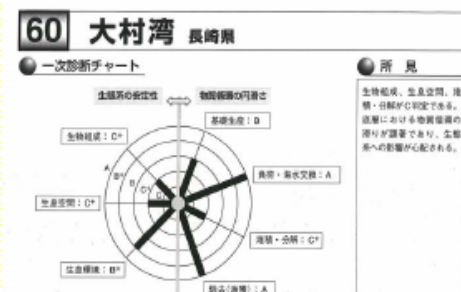 60 大村湾 長崎県
一次診断チャート
所見
生態系の安定性
物質循環の円滑さ
基礎生産：D
生物組成：C+
負荷・海水交換：A
生息空間：C+
堆積・分解：C+
生息環境：B+
除去(漁獲)：A
A
B+
B
C+
C
生物組成、生息空間、堆
積・分解がC判定である。
底層における物質循環の
滞りが顕著であり、生態
系への影響が心配される。